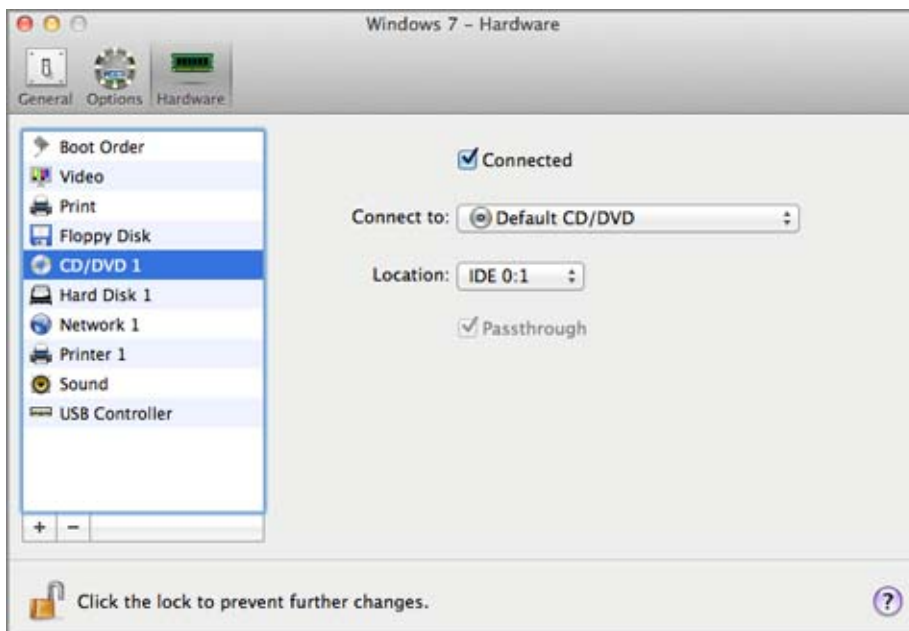 Windows 7 – Hardware
General
Options
Hardware
Boot Order
Video
Print
Floppy Disk
CD/DVD 1
Hard Disk 1
Network 1
Printer 1
Sound
USB Controller
+ −
Connected
Connect to: Default CD/DVD
Location: IDE 0:1
Passthrough
Click the lock to prevent further changes.
?